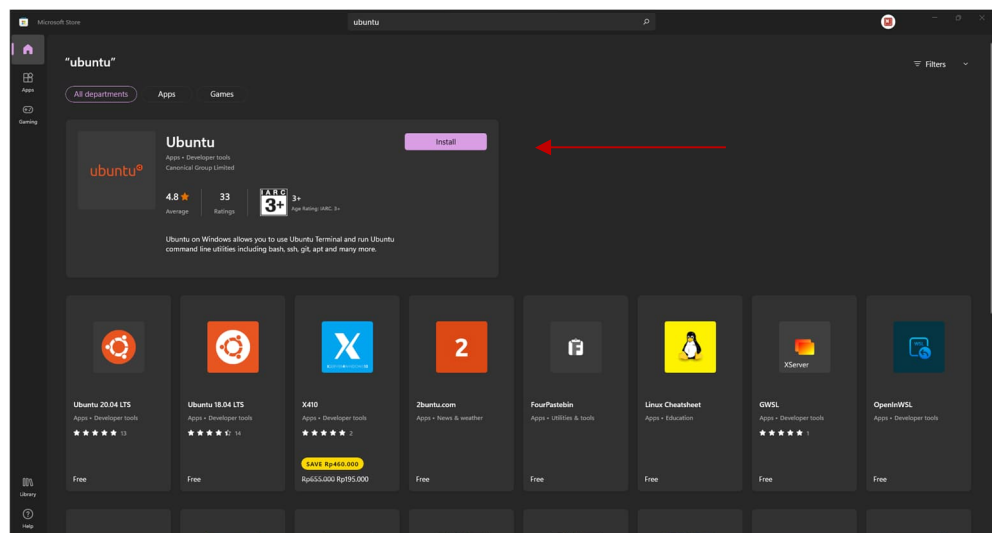 Microsoft Store
ubuntu
"ubuntu"
Filters
All departments
Apps
Games
Apps
Gaming
ubuntu
Ubuntu
Install
Apps • Developer tools
Canonical Group Limited
4.8
33
IARC
3+
3+
Average
Ratings
Age Rating: IARC. 3+
Ubuntu on Windows allows you to use Ubuntu Terminal and run Ubuntu
command line utilities including bash, ssh, git, apt and many more.
2
XServer
Ubuntu 20.04 LTS
Apps • Developer tools
13
Free
Ubuntu 18.04 LTS
Apps • Developer tools
14
Free
X410
Apps • Developer tools
2
SAVE Rp460.000
Rp655.000 Rp195.000
2buntu.com
Apps • News & weather
Free
FourPastebin
Apps • Utilities & tools
Free
Linux Cheatsheet
Apps • Education
Free
GWSL
Apps • Developer tools
1
Free
OpenInWSL
Apps • Developer tools
Free
Library
Help